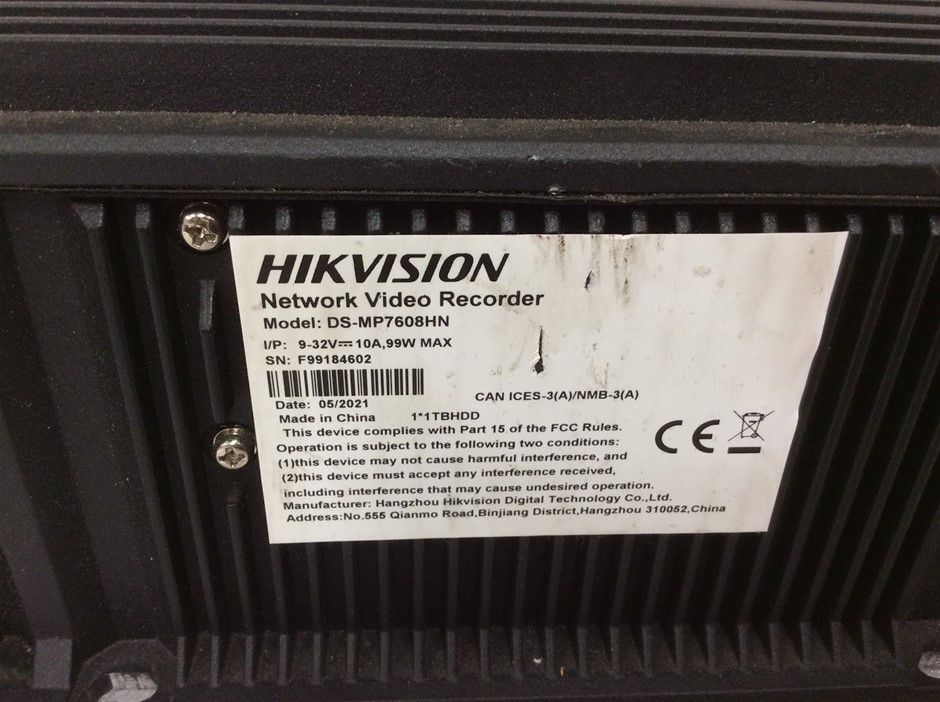 HIKVISION
Network Video Recorder
Model: DS-MP7608HN
I/P: 9-32V⎓10A,99W MAX
SN: F99184602
CAN ICES-3(A)/NMB-3(A)
Date: 05/2021
Made in China 1*1TBHDD
This device complies with Part 15 of the FCC Rules.
Operation is subject to the following two conditions:
(1)this device may not cause harmful interference, and
(2)this device must accept any interference received,
including interference that may cause undesired operation.
Manufacturer: Hangzhou Hikvision Digital Technology Co.,Ltd.
Address:No.555 Qianmo Road,Binjiang District,Hangzhou 310052,China
CE